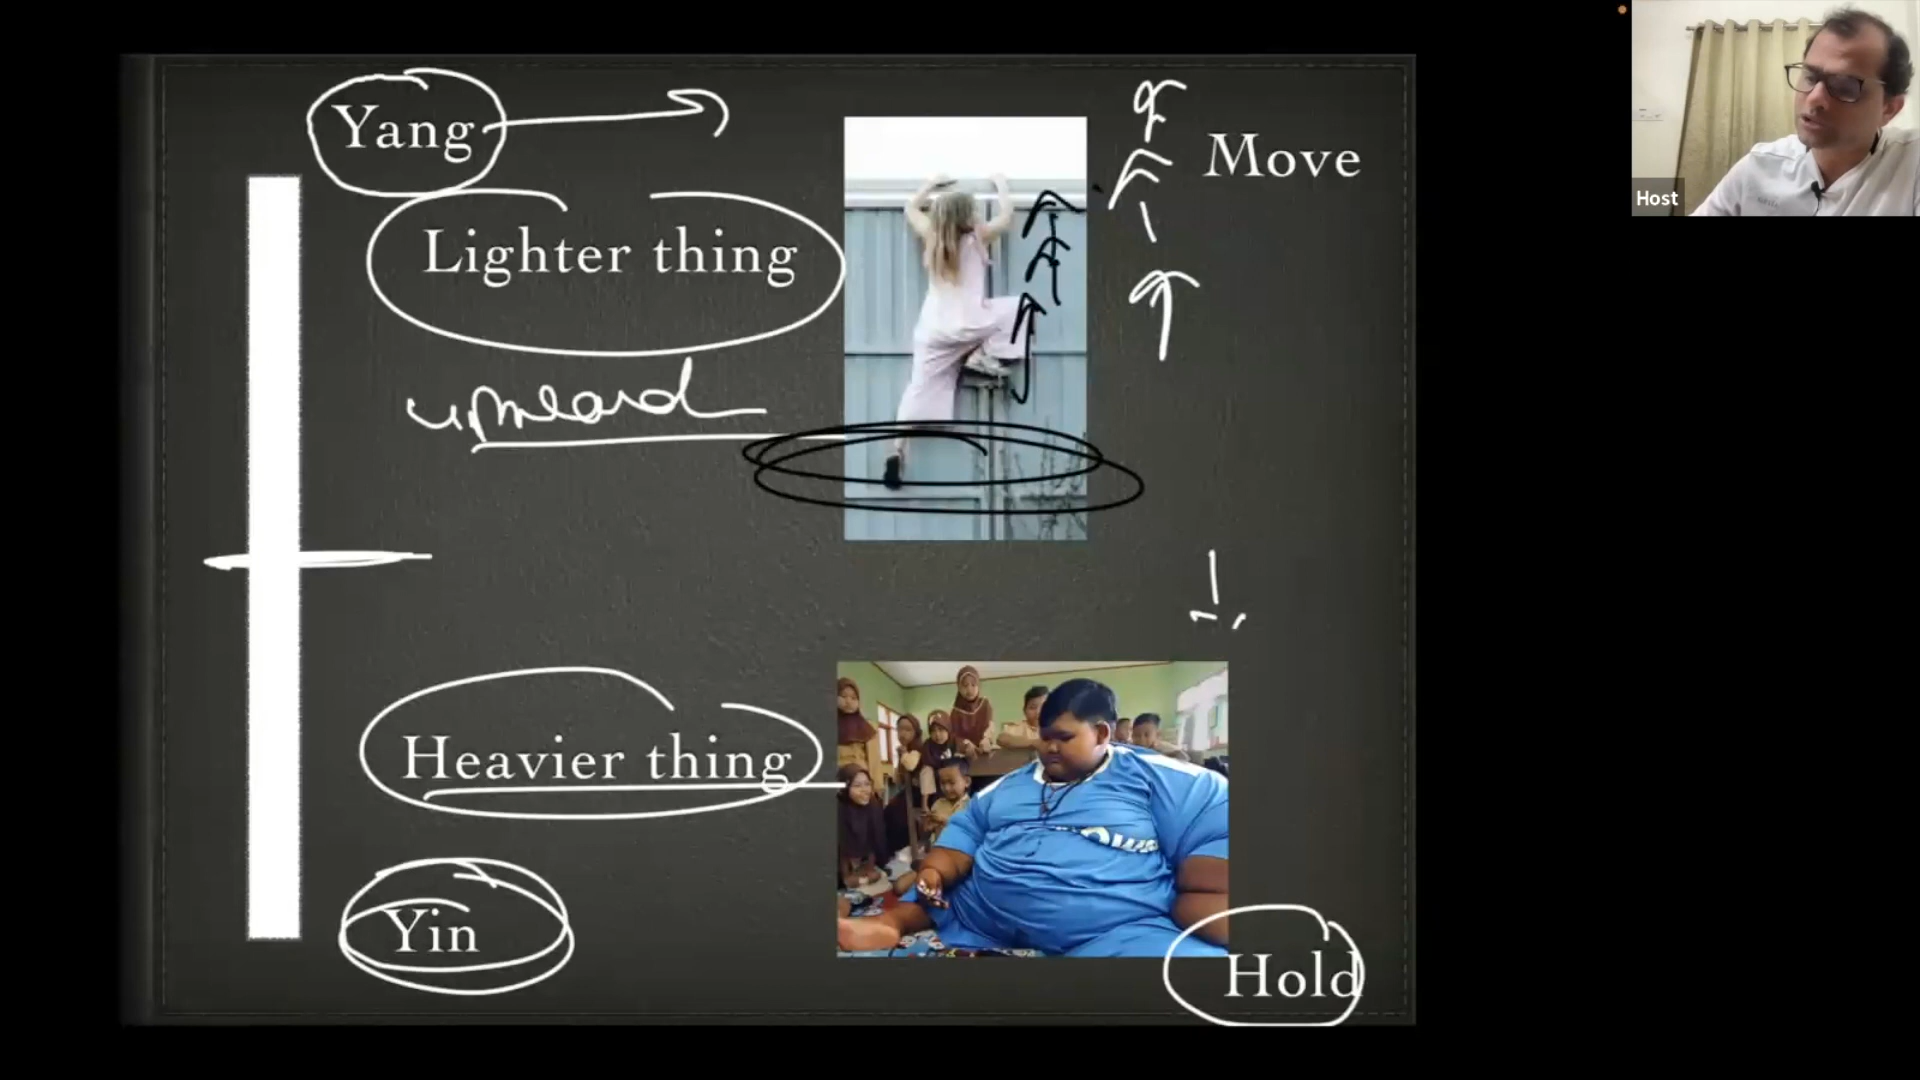 Yang
Move
Host
Lighter thing
upward
Heavier thing
Yin
Hold